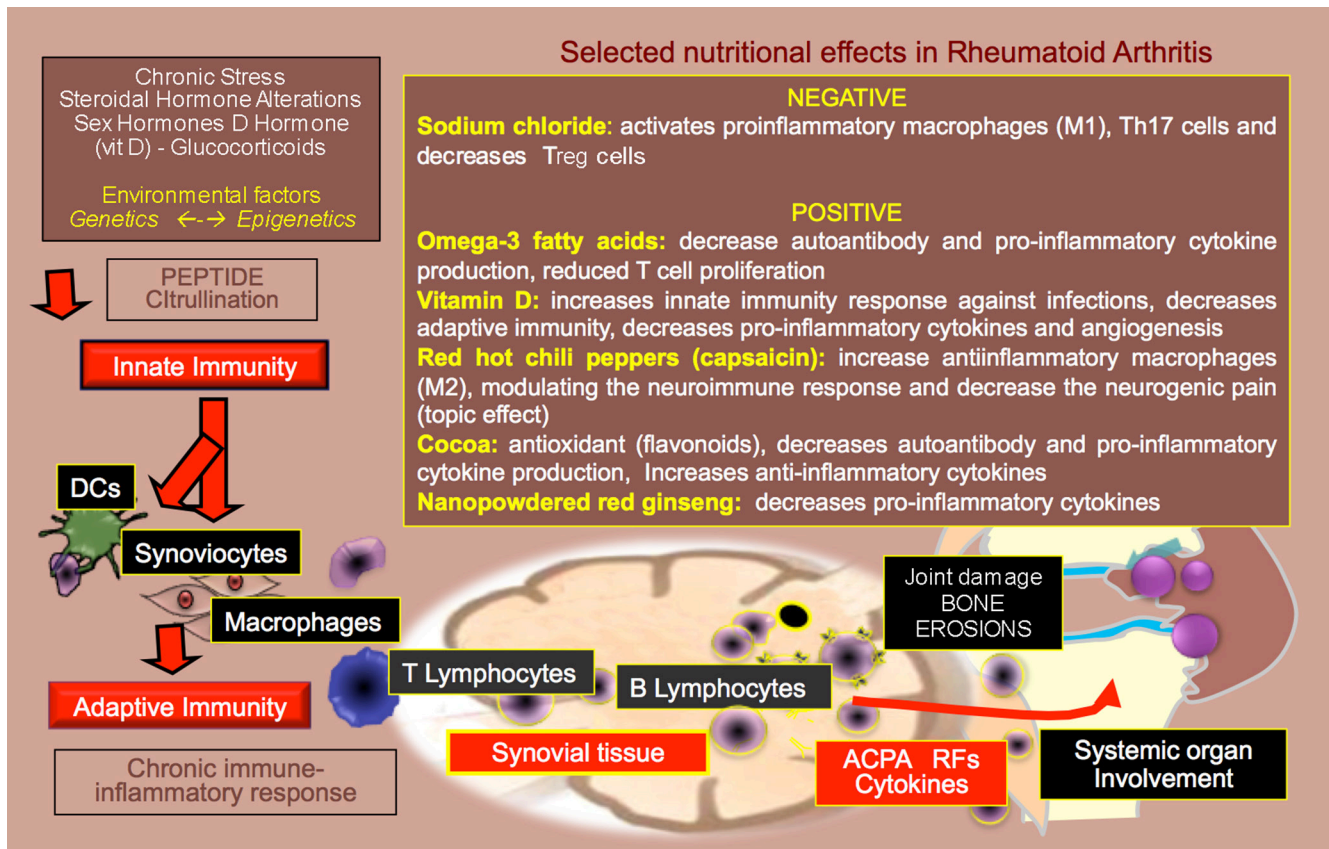 Selected nutritional effects in Rheumatoid Arthritis
Chronic Stress
Steroidal Hormone Alterations
Sex Hormones D Hormone
(vit D) - Glucocorticoids
Environmental factors
Genetics ←-→ Epigenetics
PEPTIDE
CItrullination
Innate Immunity
DCs
Synoviocytes
Macrophages
Adaptive Immunity
Chronic immune-
inflammatory response
NEGATIVE
Sodium chloride: activates proinflammatory macrophages (M1), Th17 cells and
decreases Treg cells
POSITIVE
Omega-3 fatty acids: decrease autoantibody and pro-inflammatory cytokine
production, reduced T cell proliferation
Vitamin D: increases innate immunity response against infections, decreases
adaptive immunity, decreases pro-inflammatory cytokines and angiogenesis
Red hot chili peppers (capsaicin): increase antiinflammatory macrophages
(M2), modulating the neuroimmune response and decrease the neurogenic pain
(topic effect)
Cocoa: antioxidant (flavonoids), decreases autoantibody and pro-inflammatory
cytokine production, Increases anti-inflammatory cytokines
Nanopowdered red ginseng: decreases pro-inflammatory cytokines
T Lymphocytes
B Lymphocytes
Synovial tissue
Joint damage
BONE
EROSIONS
ACPA RFs
Cytokines
Systemic organ
Involvement